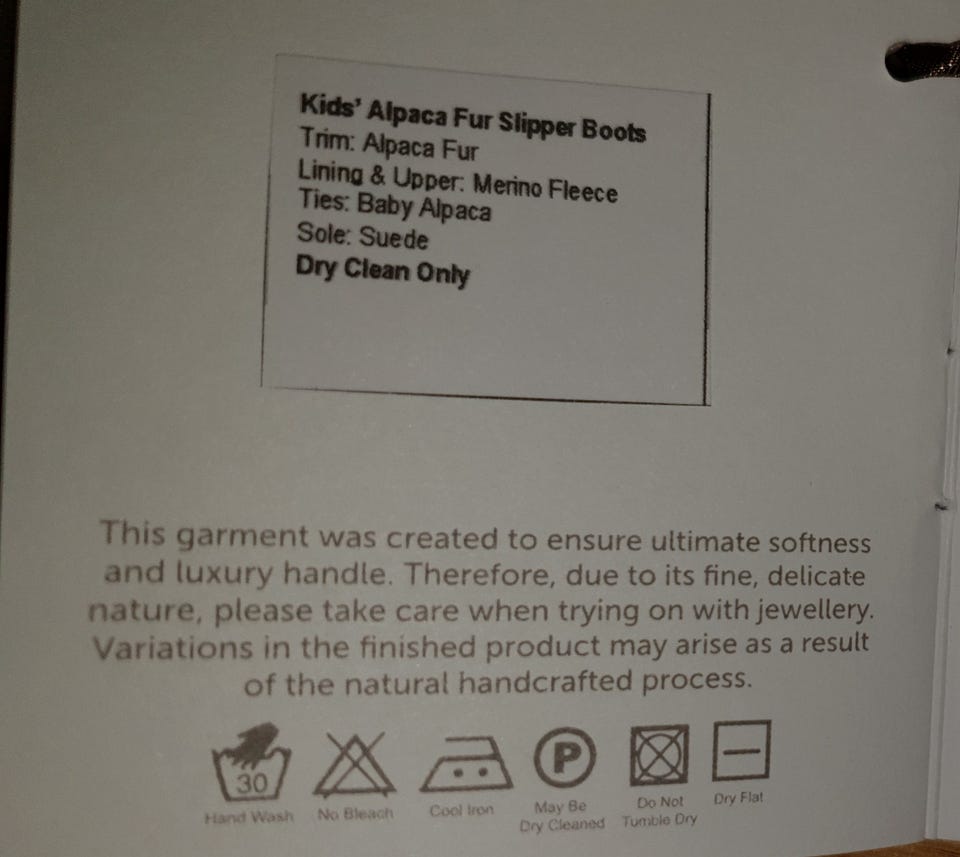 Kids' Alpaca Fur Slipper Boots
Trim: Alpaca Fur
Lining & Upper: Merino Fleece
Ties: Baby Alpaca
Sole: Suede
Dry Clean Only
This garment was created to ensure ultimate softness
and luxury handle. Therefore, due to its fine, delicate
nature, please take care when trying on with jewellery.
Variations in the finished product may arise as a result
of the natural handcrafted process.
30
P
Hand Wash
No Bleach
Cool Iron
May Be
Dry Cleaned
Do Not
Tumble Dry
Dry Flat